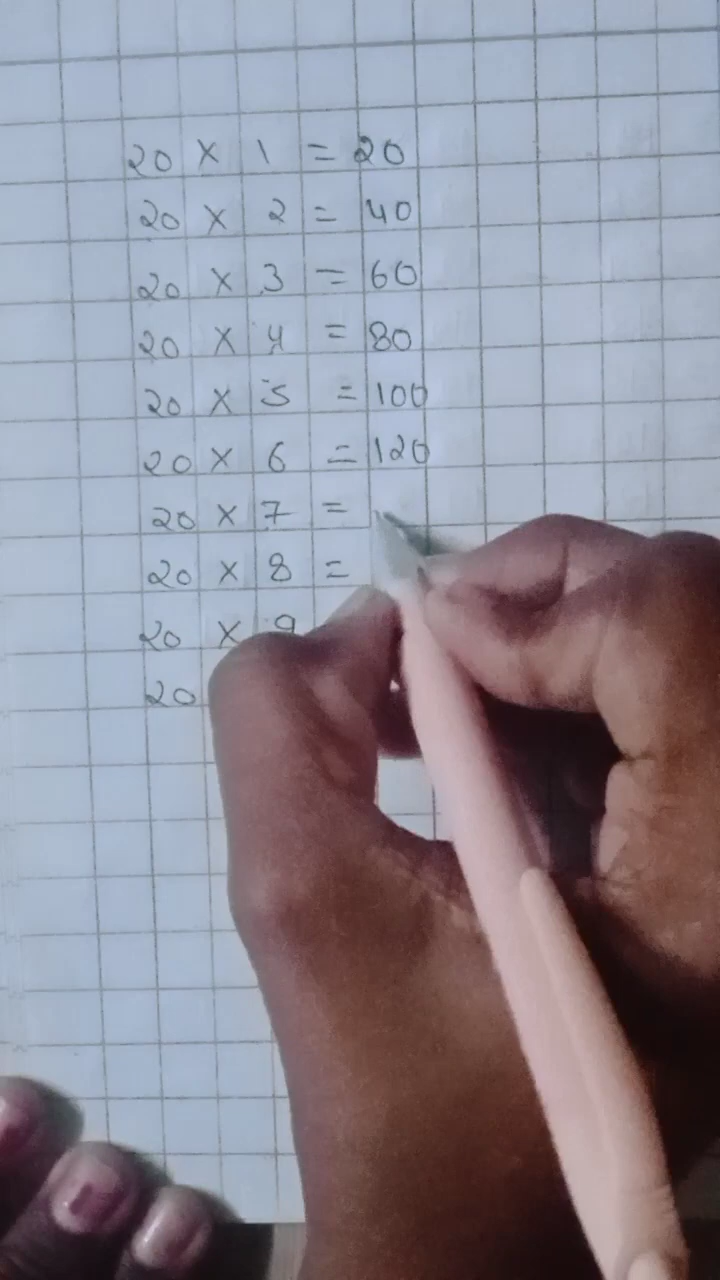 20 × 1 = 20
20 × 2 = 40
20 × 3 = 60
20 × 4 = 80
20 × 5 = 100
20 × 6 = 120
20 × 7 =
20 × 8 =
20 × 9
20